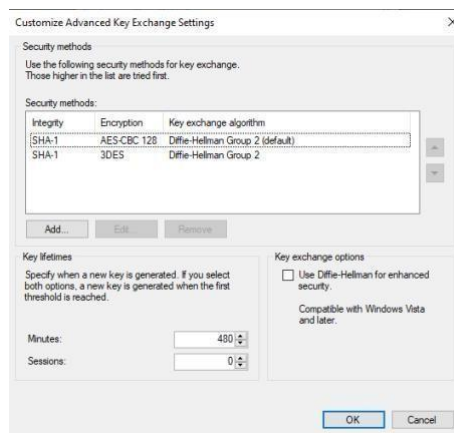 Customize Advanced Key Exchange Settings
Security methods
Use the following security methods for key exchange.
Those higher in the list are tried first.
Security methods:
Integrity Encryption Key exchange algorithm
SHA-1 AES-CBC 128 Diffie-Hellman Group 2 (default)
SHA-1 3DES Diffie-Hellman Group 2
Add... Edit... Remove
Key lifetimes
Specify when a new key is generated. If you select
both options, a new key is generated when the first
threshold is reached.
Minutes: 480
Sessions: 0
Key exchange options
Use Diffie-Hellman for enhanced
security.
Compatible with Windows Vista
and later.
OK Cancel